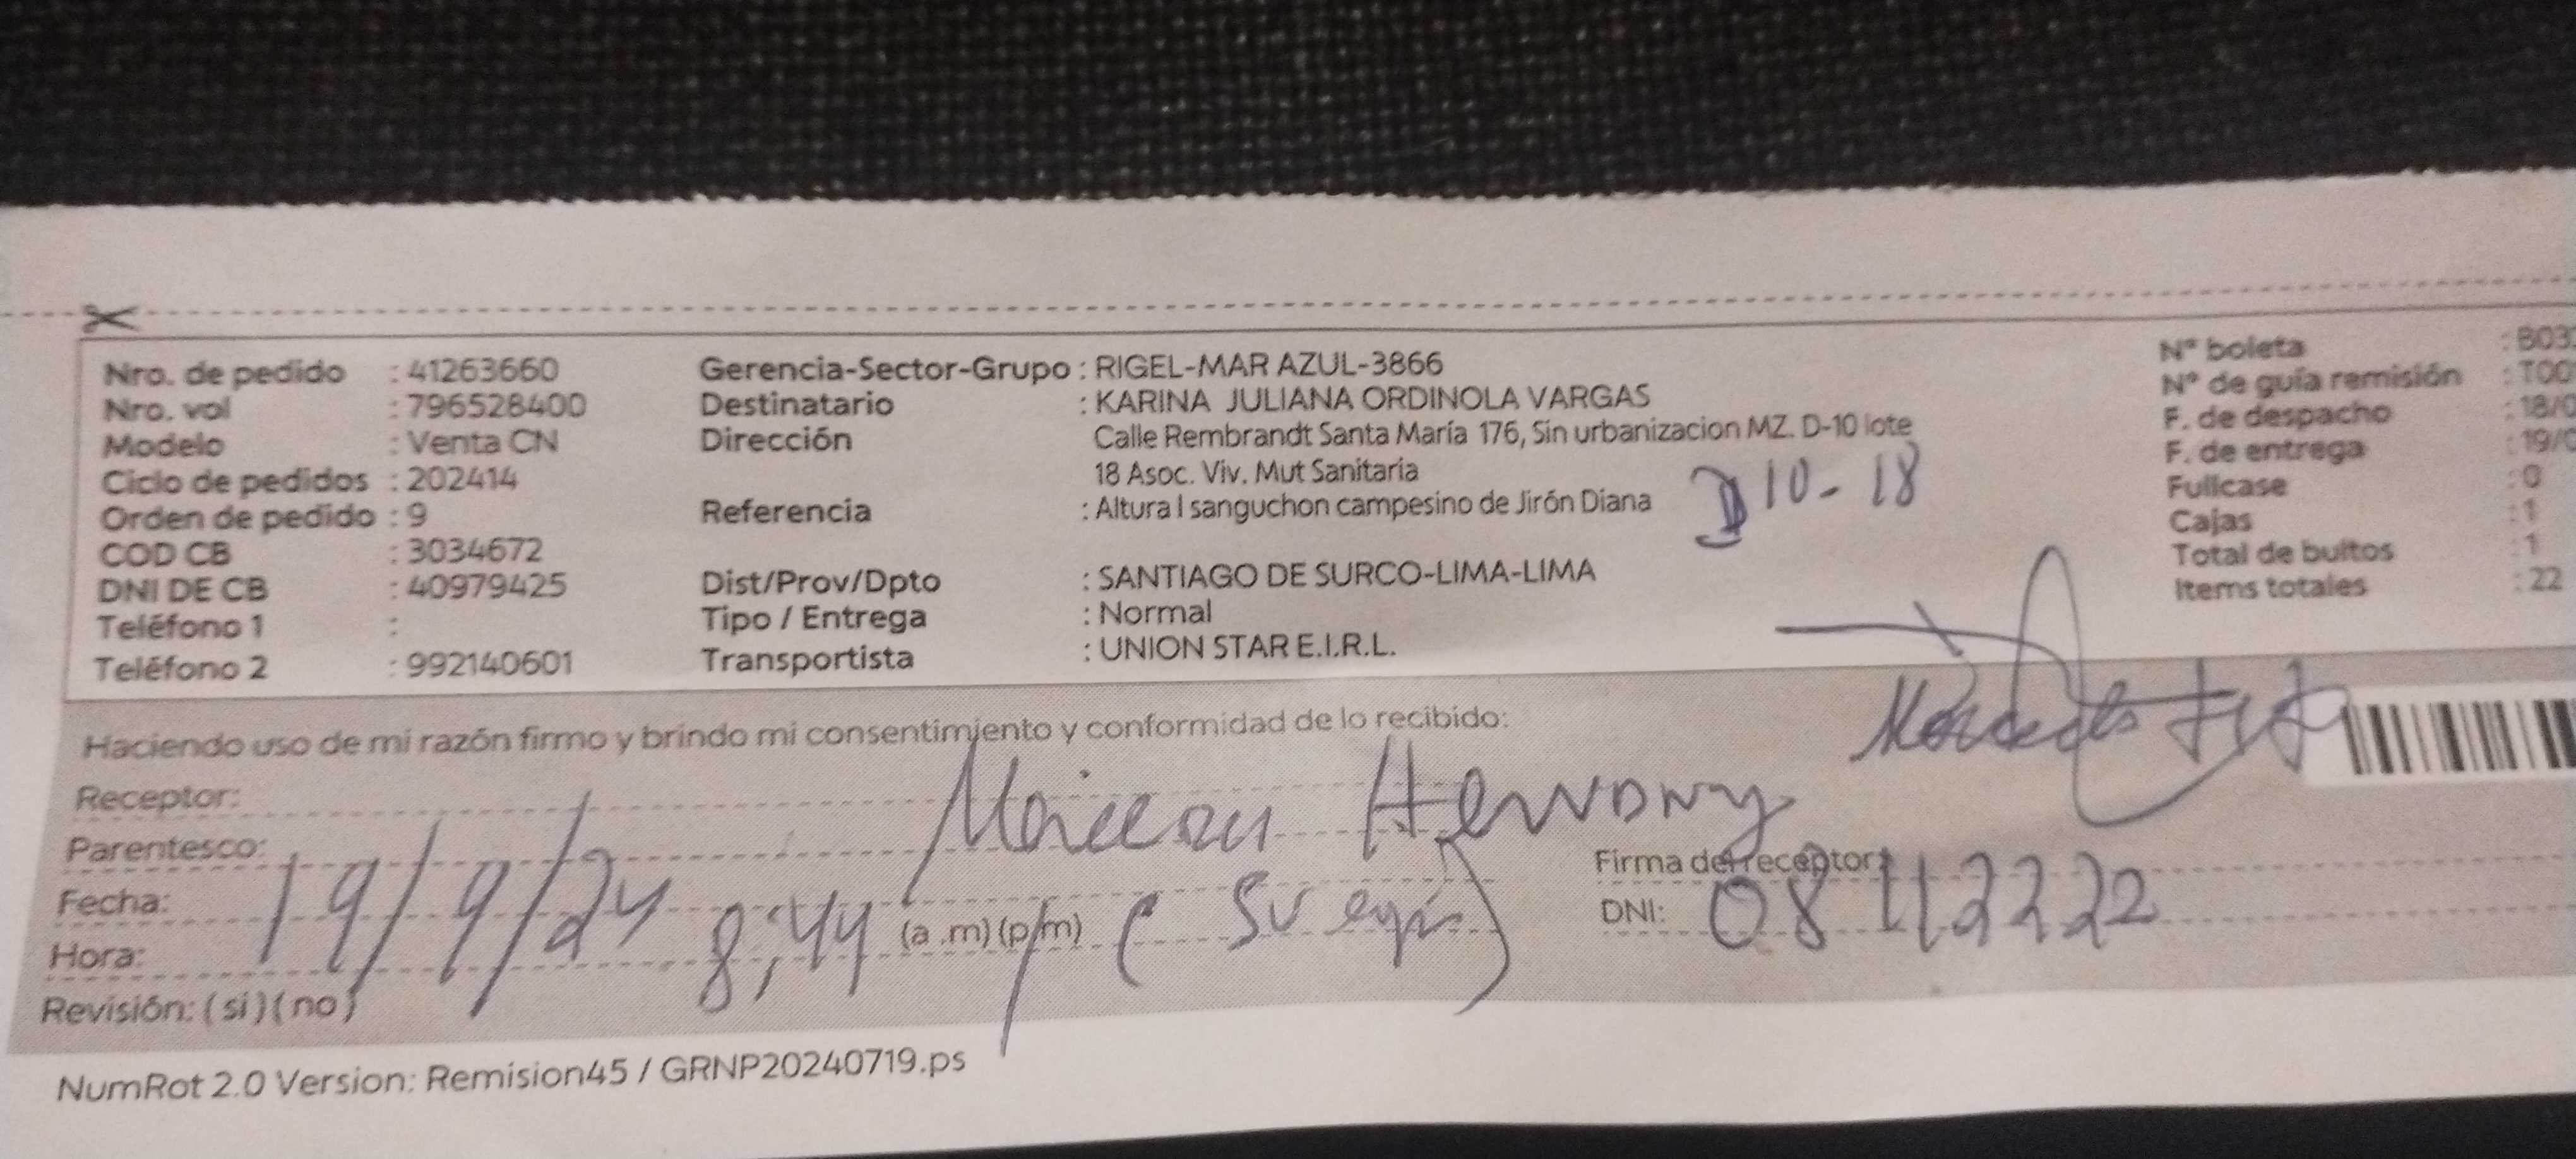 Nro. de pedido : 41263660
Nro. vol : 796528400
Modelo : Venta CN
Ciclo de pedidos : 202414
Orden de pedido : 9
COD CB : 3034672
DNI DE CB : 40979425
Teléfono 1 :
Teléfono 2 : 992140601
Gerencia-Sector-Grupo : RIGEL-MAR AZUL-3866
Destinatario : KARINA JULIANA ORDINOLA VARGAS
Dirección Calle Rembrandt Santa María 176, Sin urbanizacion MZ. D-10 lote
18 Asoc. Viv. Mut Sanitaria
Referencia : Altura l sanguchon campesino de Jirón Diana
D 10 - 18
Dist/Prov/Dpto : SANTIAGO DE SURCO-LIMA-LIMA
Tipo / Entrega : Normal
Transportista : UNION STAR E.I.R.L.
N° boleta : B03
N° de guía remisión : T00
F. de despacho : 18/0
F. de entrega : 19/0
Fullcase : 0
Cajas : 1
Total de bultos : 1
Items totales : 22
Haciendo uso de mi razón firmo y brindo mi consentimiento y conformidad de lo recibido:
Receptor:
Parentesco:
Fecha: 19/9/24
Hora: 8:44 (a .m) (p/m)
Revisión: ( si ) ( no )
Firma del receptor:
DNI: 08112222
NumRot 2.0 Version: Remision45 / GRNP20240719.ps